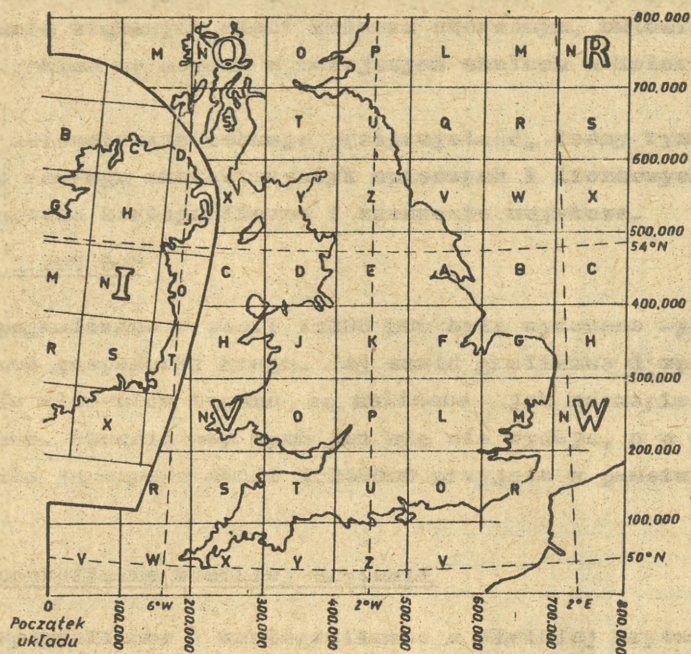 800.000
M N Q O P L M N R
700.000
S T U Q R S
600.000
B C D
X Y Z V W X
G H
500.000
54°N
M N I O C D E A B C
400.000
R S T H J K F G H
300.000
X N V O P L M N W
200.000
R S T U Q R
100.000
V W X Y Z V
50°N
0 100.000 6°W 200.000 300.000 400.000 2°W 500.000 600.000 700.000 2°E 800.000
Początek
układu